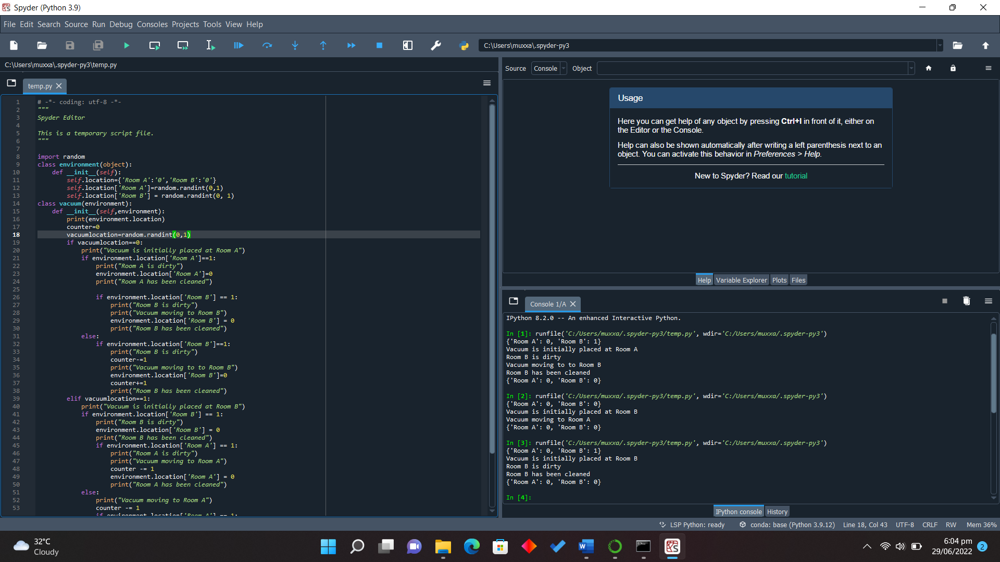 Spyder (Python 3.9)
File Edit Search Source Run Debug Consoles Projects Tools View Help
C:\Users\muxxa\.spyder-py3
C:\Users\muxxa\.spyder-py3\temp.py
temp.py
1 # -*- coding: utf-8 -*-
2 """
3 Spyder Editor
4
5 This is a temporary script file.
6 """
7
8 import random
9 class environment(object):
10 def __init__(self):
11 self.location={'Room A':'0','Room B':'0'}
12 self.location['Room A']=random.randint(0,1)
13 self.location['Room B'] = random.randint(0, 1)
14 class vacuum(environment):
15 def __init__(self,environment):
16 print(environment.location)
17 counter=0
18 vacuumlocation=random.randint(0,1)
19 if vacuumlocation==0:
20 print("Vacuum is initially placed at Room A")
21 if environment.location['Room A']==1:
22 print("Room A is dirty")
23 environment.location['Room A']=0
24 print("Room A has been cleaned")
25
26 if environment.location['Room B'] == 1:
27 print("Room B is dirty")
28 print("Vacuum moving to Room B")
29 environment.location['Room B'] = 0
30 print("Room B has been cleaned")
31 else:
32 if environment.location['Room B']==1:
33 print("Room B is dirty")
34 counter-=1
35 print("Vacuum moving to to Room B")
36 environment.location['Room B']=0
37 counter+=1
38 print("Room B has been cleaned")
39 elif vacuumlocation==1:
40 print("Vacuum is initially placed at Room B")
41 if environment.location['Room B'] == 1:
42 print("Room B is dirty")
43 environment.location['Room B'] = 0
44 print("Room B has been cleaned")
45 if environment.location['Room A'] == 1:
46 print("Room A is dirty")
47 print("Vacuum moving to Room A")
48 counter -= 1
49 environment.location['Room A'] = 0
50 print("Room A has been cleaned")
51 else:
52 print("Vacuum moving to Room A")
53 counter -= 1
if environment.location['Room A'] == 1:
Source Console Object
Usage
Here you can get help of any object by pressing Ctrl+I in front of it, either on
the Editor or the Console.
Help can also be shown automatically after writing a left parenthesis next to an
object. You can activate this behavior in Preferences > Help.
New to Spyder? Read our tutorial
Help Variable Explorer Plots Files
Console 1/A
IPython 8.2.0 -- An enhanced Interactive Python.
In [1]: runfile('C:/Users/muxxa/.spyder-py3/temp.py', wdir='C:/Users/muxxa/.spyder-py3')
{'Room A': 0, 'Room B': 1}
Vacuum is initially placed at Room A
Room B is dirty
Vacuum moving to to Room B
Room B has been cleaned
{'Room A': 0, 'Room B': 0}
In [2]: runfile('C:/Users/muxxa/.spyder-py3/temp.py', wdir='C:/Users/muxxa/.spyder-py3')
{'Room A': 0, 'Room B': 0}
Vacuum is initially placed at Room B
Vacuum moving to Room A
{'Room A': 0, 'Room B': 0}
In [3]: runfile('C:/Users/muxxa/.spyder-py3/temp.py', wdir='C:/Users/muxxa/.spyder-py3')
{'Room A': 0, 'Room B': 1}
Vacuum is initially placed at Room B
Room B is dirty
Room B has been cleaned
{'Room A': 0, 'Room B': 0}
In [4]:
IPython console History
LSP Python: ready conda: base (Python 3.9.12) Line 18, Col 43 UTF-8 CRLF RW Mem 36%
32°C
Cloudy
6:04 pm
29/06/2022
2